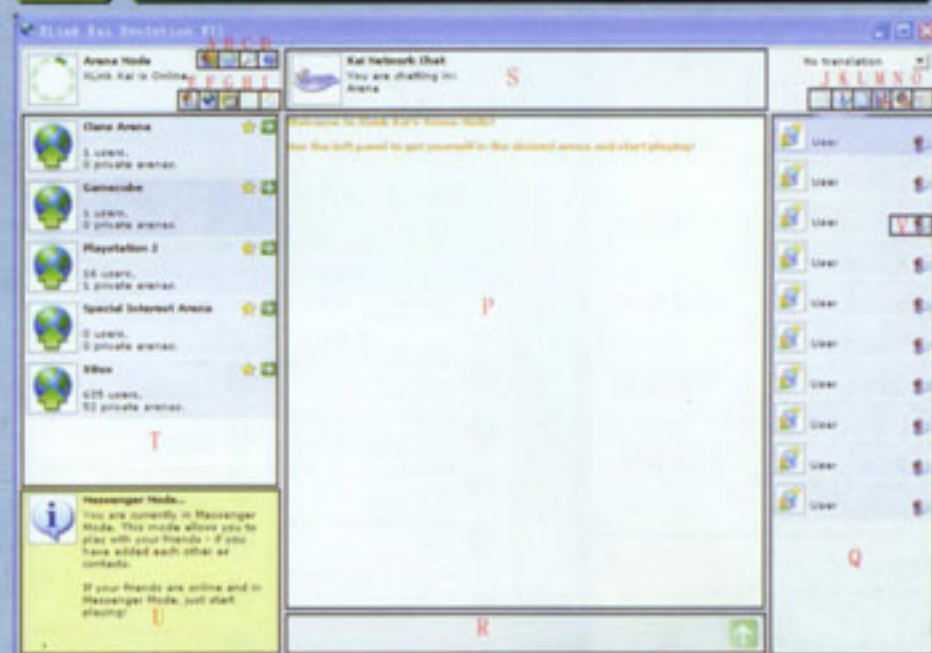 XLink Kai Evolution VII
A B C D
Arena Mode
XLink Kai is Online
F G H I
Kai Network Chat
You are chatting in:
Arena
S
No translation
J K L M N O
Clans Arena
1 users.
0 private arenas.
Gamecube
0 private arenas.
Playstation 2
16 users.
1 private arenas.
Special Interest Arena
0 users.
0 private arenas.
XBox
635 users.
52 private arenas.
T
Welcome to XLink Kai's Arena Mode!
Use the left panel to get yourself in the desired arena and start playing!
P
User
User
User
V
User
User
User
User
User
User
User
Q
Messenger Mode..
You are currently in Messenger
Mode. This mode allows you to
play with your friends - if you
have added each other as
contacts.
If your friends are online and in
Messenger Mode, just start
playing!
U
R